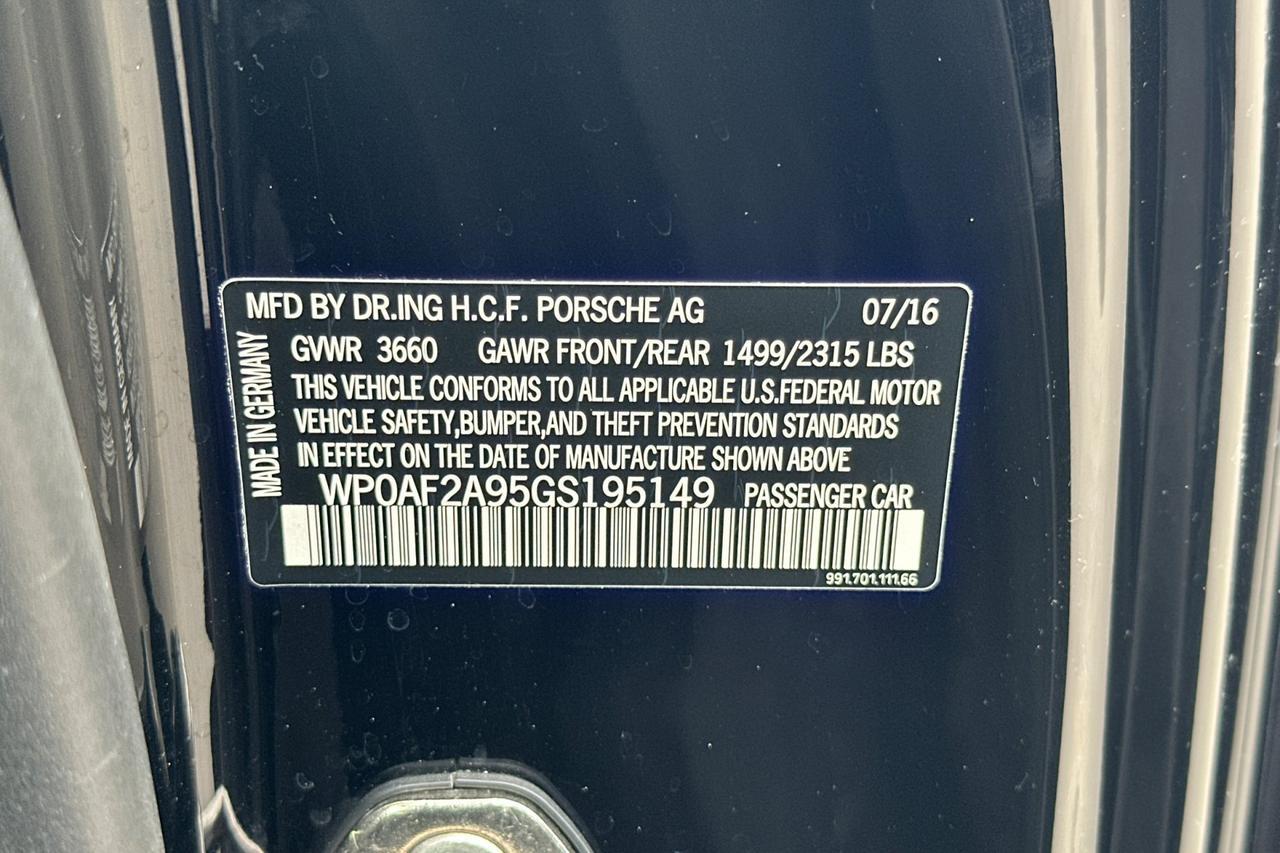 MFD BY DR.ING H.C.F. PORSCHE AG 07/16
GVWR 3660 GAWR FRONT/REAR 1499/2315 LBS
THIS VEHICLE CONFORMS TO ALL APPLICABLE U.S.FEDERAL MOTOR
VEHICLE SAFETY,BUMPER,AND THEFT PREVENTION STANDARDS
IN EFFECT ON THE DATE OF MANUFACTURE SHOWN ABOVE
WP0AF2A95GS195149 PASSENGER CAR
991.701.111.66
MADE IN GERMANY